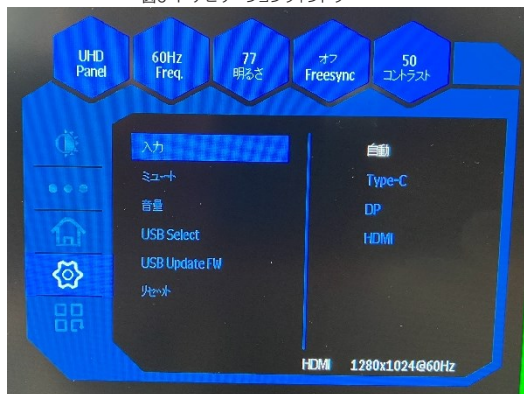 UHD
Panel
60Hz
Freq.
77
明るさ
オフ
Freesync
50
コントラスト
入力
ミュート
音量
USB Select
USB Update FW
リセット
自動
Type-C
DP
HDMI
HDMI 1280x1024@60Hz